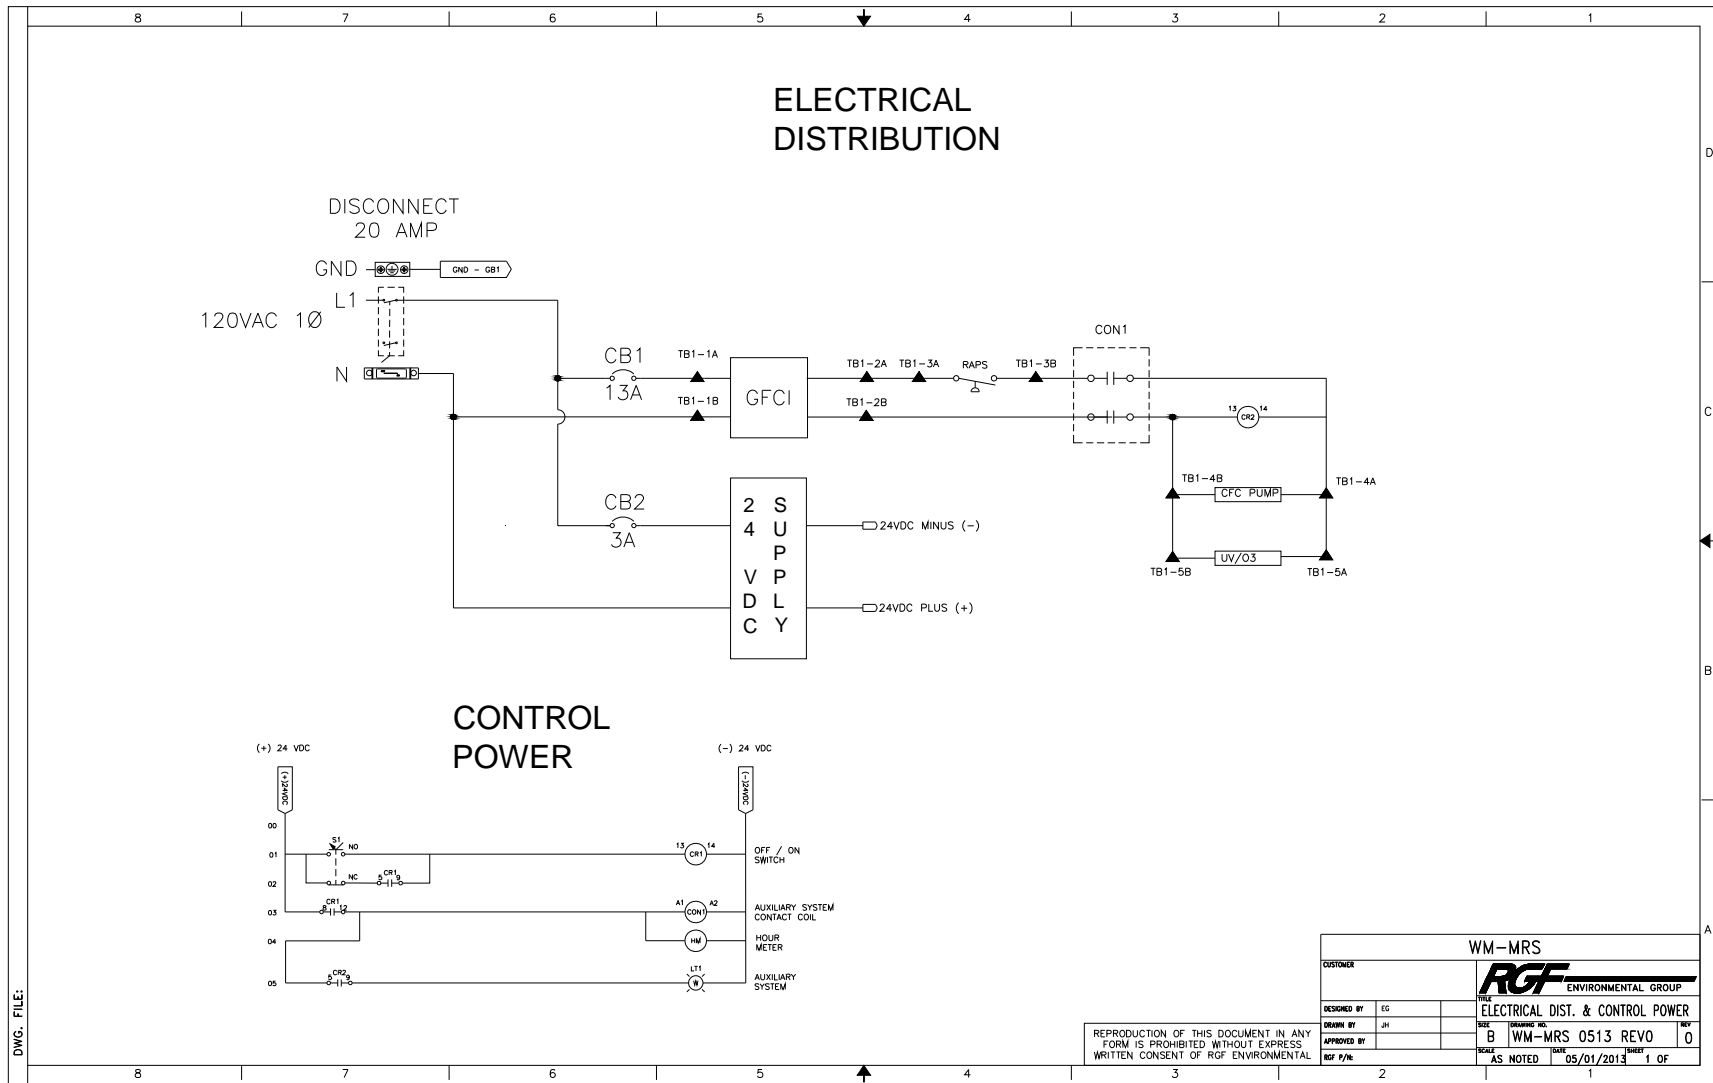 8 7 6 5 4 3 2 1
ELECTRICAL
DISTRIBUTION
D
DISCONNECT
20 AMP
GND
GND - GB1
L1
120VAC 1Ø
N
CB1
13A
TB1-1A
TB1-1B
GFCI
TB1-2A
TB1-3A
RAPS
TB1-3B
TB1-2B
CON1
C
13 CR2 14
TB1-4B
CFC PUMP
TB1-4A
UV/O3
TB1-5B
TB1-5A
CB2
3A
24 VDC
SUPPLY
24VDC MINUS (-)
24VDC PLUS (+)
B
CONTROL
POWER
(+) 24 VDC
(-) 24 VDC
(+)24VDC
(-)24VDC
00
01
S1
NO
13 CR1 14
OFF / ON
SWITCH
02
NC
5 CR1 9
03
CR1
8 12
A1 CON1 A2
AUXILIARY SYSTEM
CONTACT COIL
04
HM
HOUR
METER
05
5 CR2 9
LT1
W
AUXILIARY
SYSTEM
A
WM-MRS
CUSTOMER
RGF
ENVIRONMENTAL GROUP
DESIGNED BY EG
TITLE
ELECTRICAL DIST. & CONTROL POWER
DRAWN BY JH
SIZE
B
DRAWING NO.
WM-MRS 0513 REV0
REV
0
APPROVED BY
RGF P/N:
SCALE
AS NOTED
DATE
05/01/2013
SHEET
1 OF
REPRODUCTION OF THIS DOCUMENT IN ANY
FORM IS PROHIBITED WITHOUT EXPRESS
WRITTEN CONSENT OF RGF ENVIRONMENTAL
DWG. FILE:
8 7 6 5 4 3 2 1